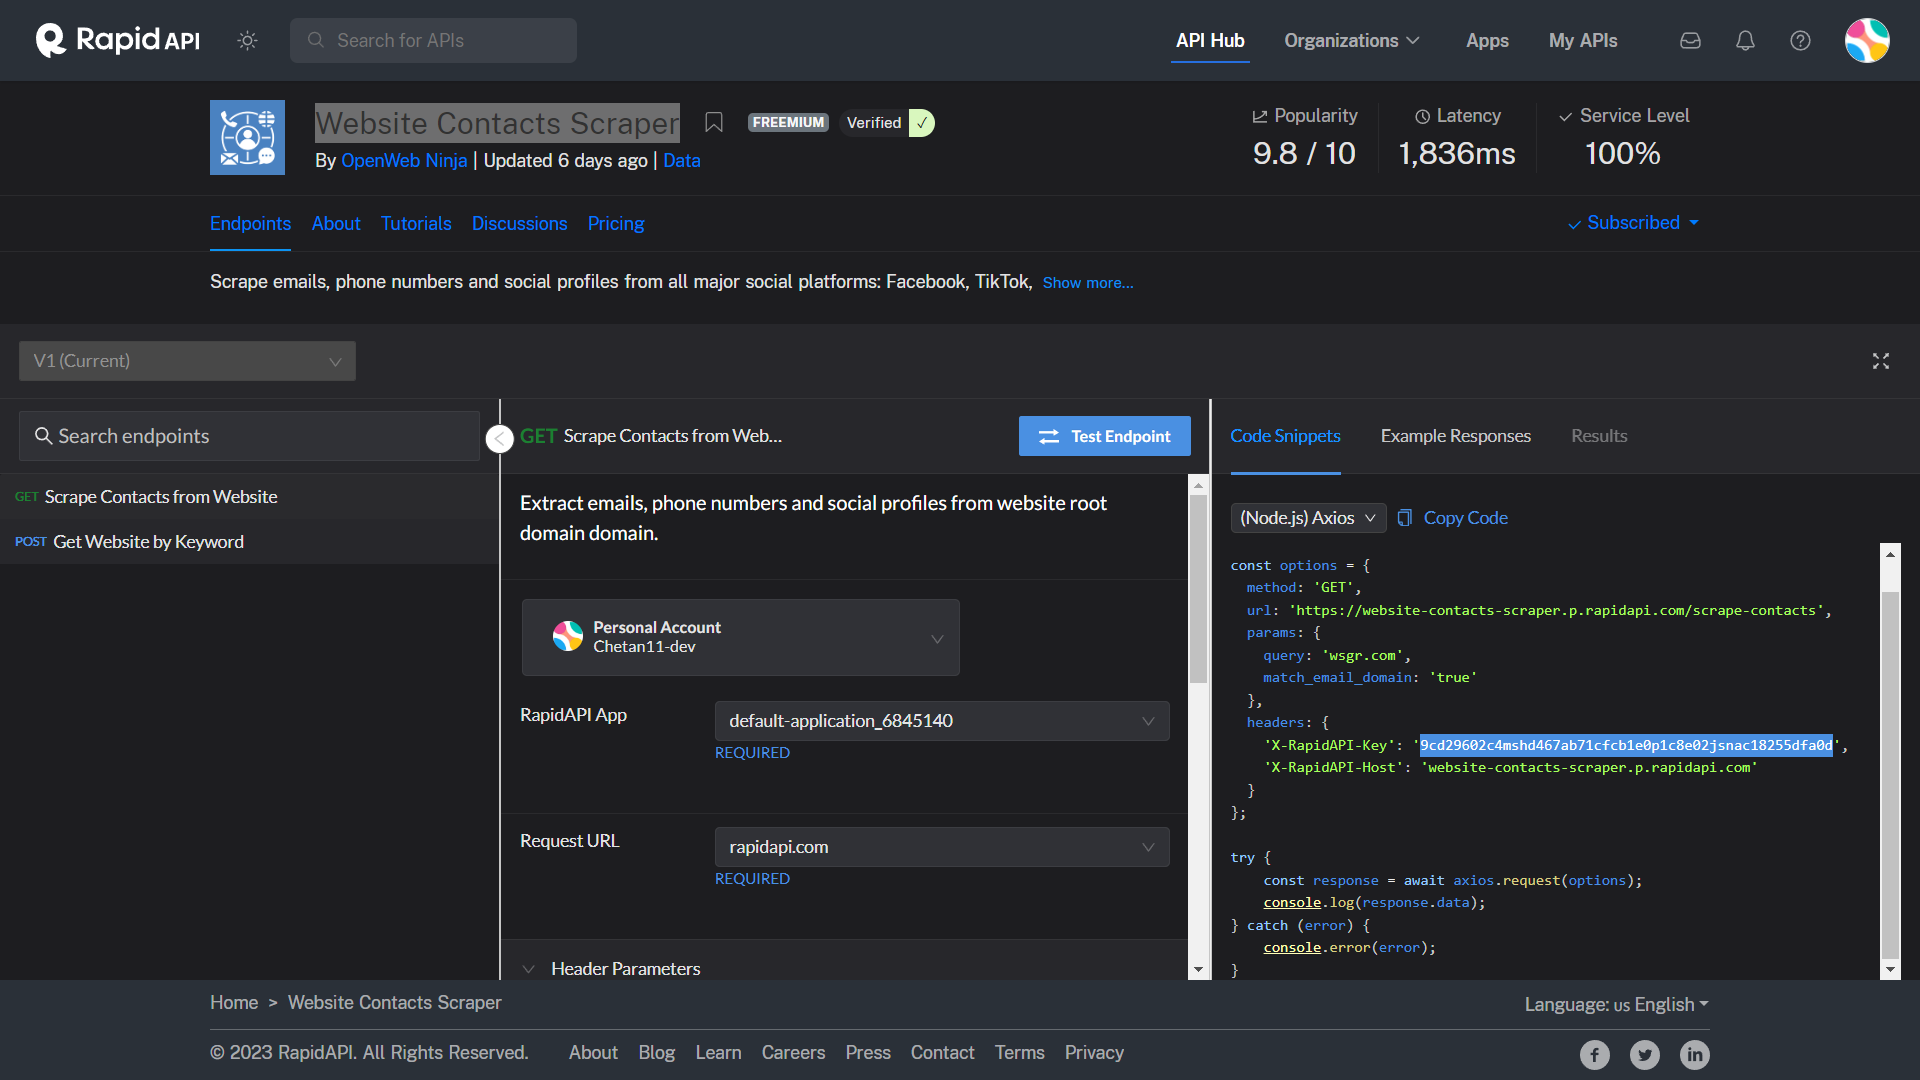 Rapid API
Search for APIs
API Hub
Organizations
Apps
My APIs
Website Contacts Scraper
FREEMIUM
Verified
By OpenWeb Ninja | Updated 6 days ago | Data
Popularity
9.8 / 10
Latency
1,836ms
Service Level
100%
Endpoints
About
Tutorials
Discussions
Pricing
Subscribed
Scrape emails, phone numbers and social profiles from all major social platforms: Facebook, TikTok, Show more...
V1 (Current)
Search endpoints
GET Scrape Contacts from Website
POST Get Website by Keyword
GET Scrape Contacts from Web...
Test Endpoint
Extract emails, phone numbers and social profiles from website root
domain domain.
Personal Account
Chetan11-dev
RapidAPI App
default-application_6845140
REQUIRED
Request URL
rapidapi.com
REQUIRED
Header Parameters
Code Snippets
Example Responses
Results
(Node.js) Axios
Copy Code
const options = {
method: 'GET',
url: 'https://website-contacts-scraper.p.rapidapi.com/scrape-contacts',
params: {
query: 'wsgr.com',
match_email_domain: 'true'
},
headers: {
'X-RapidAPI-Key': '9cd29602c4mshd467ab71cfcb1e0p1c8e02jsnac18255dfa0d',
'X-RapidAPI-Host': 'website-contacts-scraper.p.rapidapi.com'
}
};
try {
const response = await axios.request(options);
console.log(response.data);
} catch (error) {
console.error(error);
}
Home > Website Contacts Scraper
Language: US English
© 2023 RapidAPI. All Rights Reserved.
About
Blog
Learn
Careers
Press
Contact
Terms
Privacy